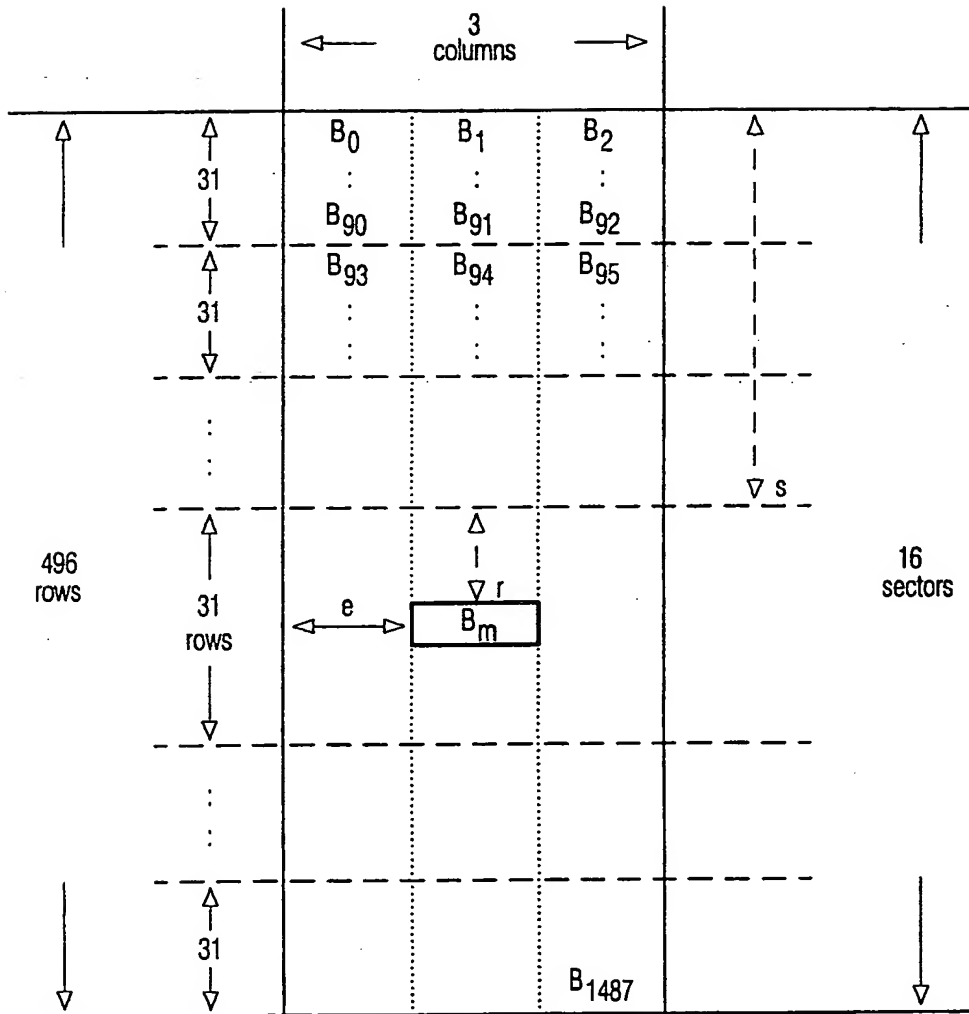 3
columns
B0 B1 B2
: : :
31
B90 B91 B92
B93 B94 B95
31
: : :
: : :
:
:
s
496
rows
31
rows
r
e
Bm
16
sectors
:
:
31
B1487